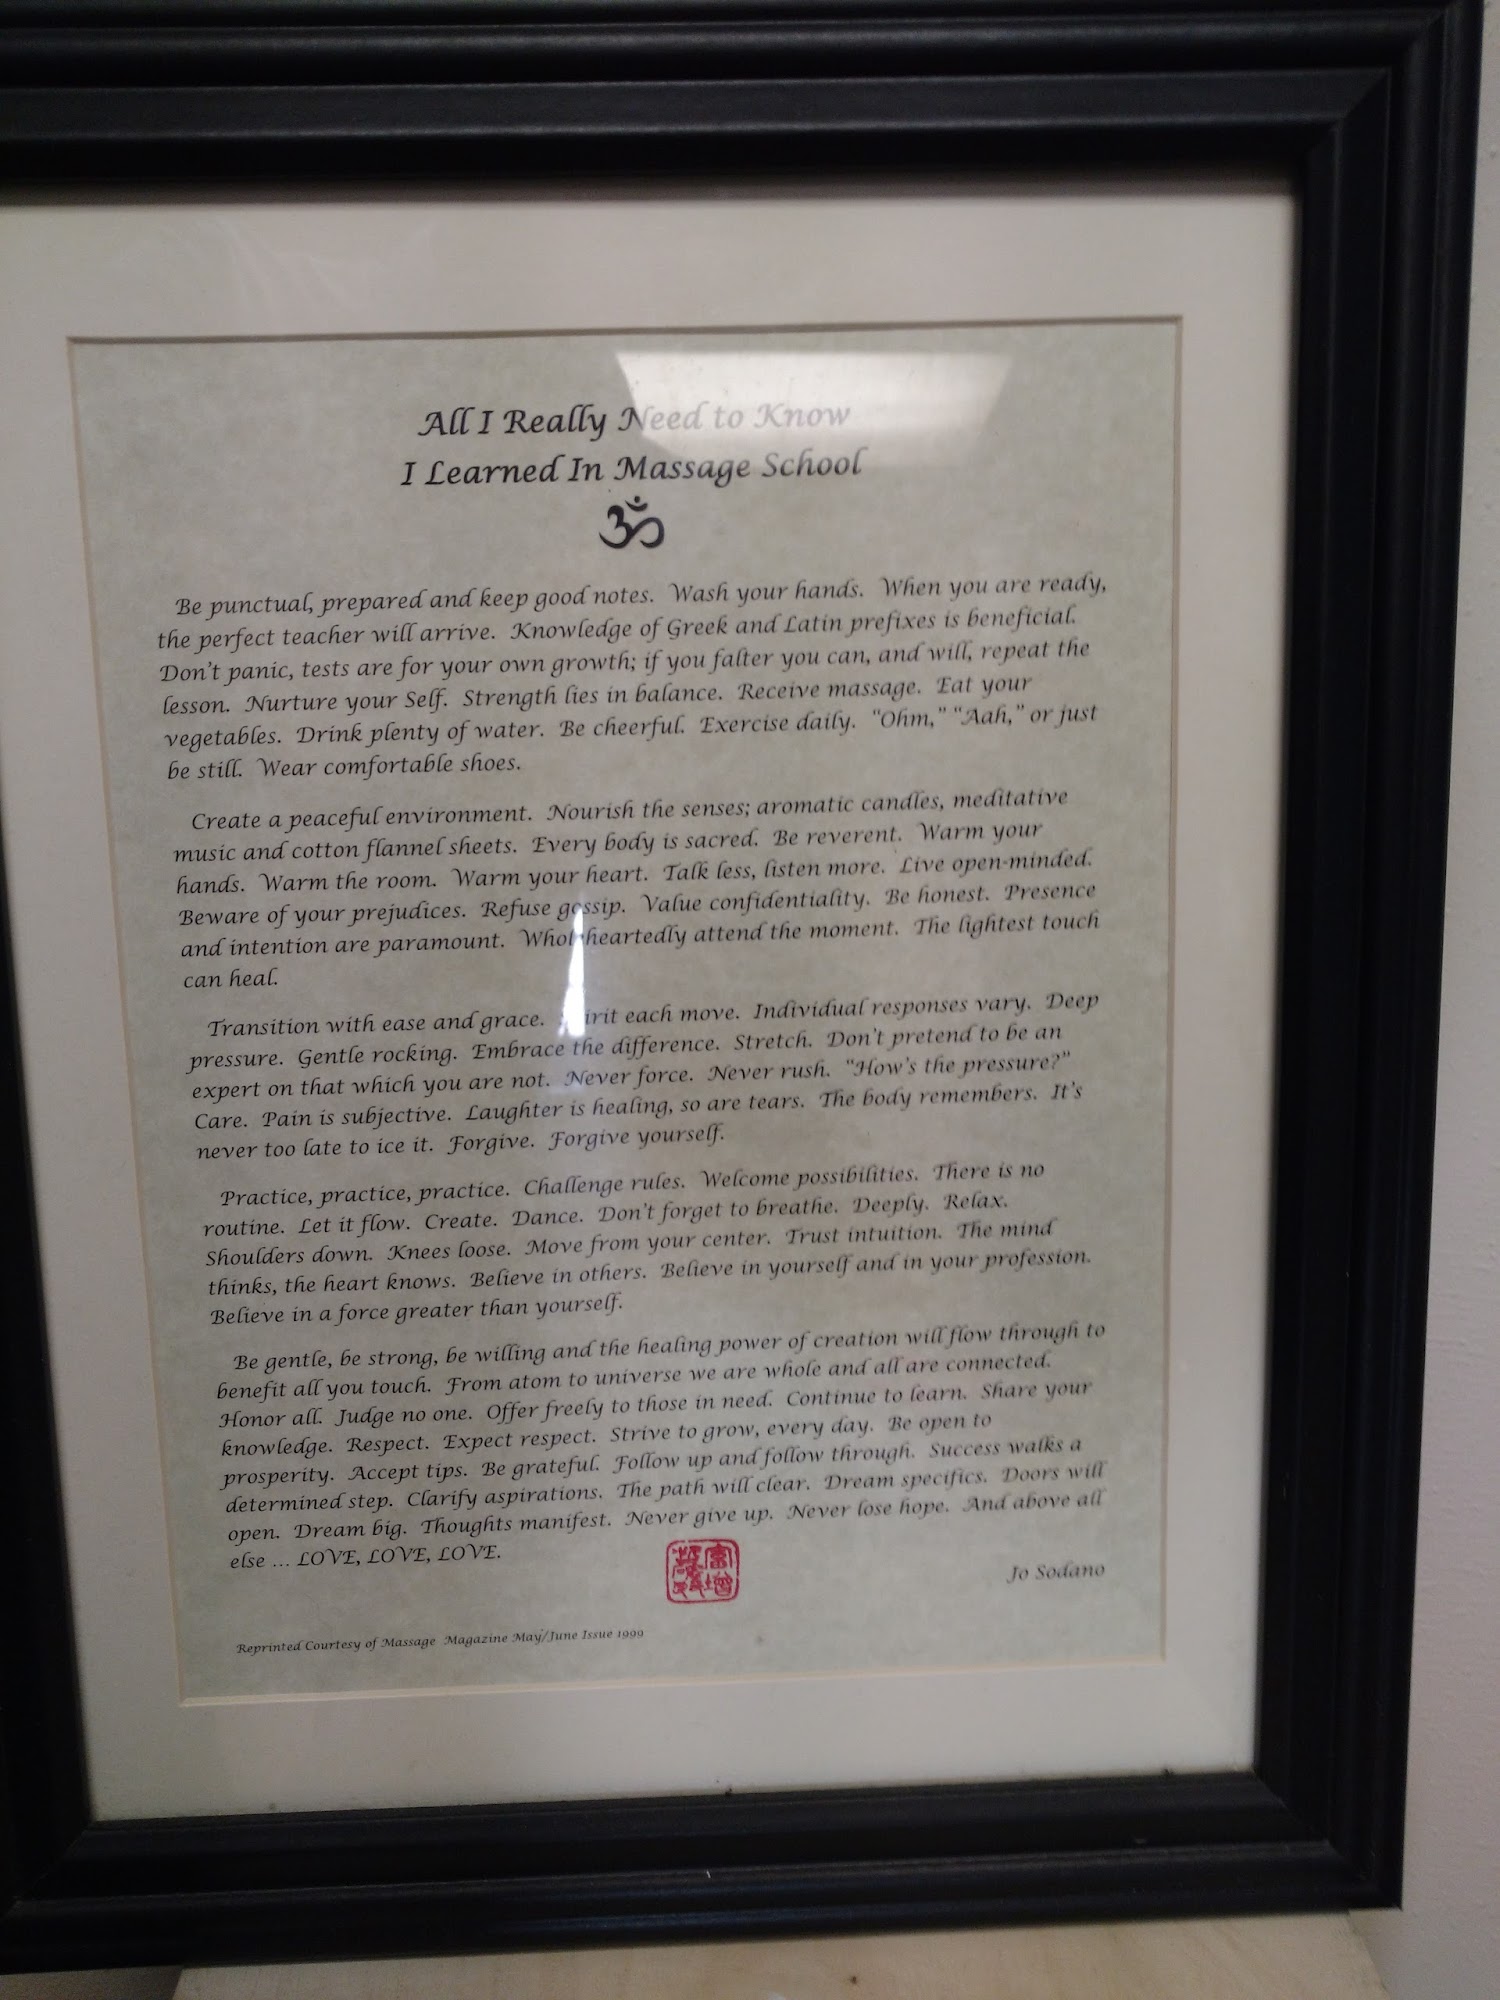 All I Really Need to Know
I Learned In Massage School
ॐ
Be punctual, prepared and keep good notes. Wash your hands. When you are ready,
the perfect teacher will arrive. Knowledge of Greek and Latin prefixes is beneficial.
Don't panic, tests are for your own growth; if you falter you can, and will, repeat the
lesson. Nurture your Self. Strength lies in balance. Receive massage. Eat your
vegetables. Drink plenty of water. Be cheerful. Exercise daily. "Ohm," "Aah," or just
be still. Wear comfortable shoes.
Create a peaceful environment. Nourish the senses; aromatic candles, meditative
music and cotton flannel sheets. Every body is sacred. Be reverent. Warm your
hands. Warm the room. Warm your heart. Talk less, listen more. Live open-minded.
Beware of your prejudices. Refuse gossip. Value confidentiality. Be honest. Presence
and intention are paramount. Wholeheartedly attend the moment. The lightest touch
can heal.
Transition with ease and grace. Spirit each move. Individual responses vary. Deep
pressure. Gentle rocking. Embrace the difference. Stretch. Don't pretend to be an
expert on that which you are not. Never force. Never rush. "How's the pressure?"
Care. Pain is subjective. Laughter is healing, so are tears. The body remembers. It's
never too late to ice it. Forgive. Forgive yourself.
Practice, practice, practice. Challenge rules. Welcome possibilities. There is no
routine. Let it flow. Create. Dance. Don't forget to breathe. Deeply. Relax.
Shoulders down. Knees loose. Move from your center. Trust intuition. The mind
thinks, the heart knows. Believe in others. Believe in yourself and in your profession.
Believe in a force greater than yourself.
Be gentle, be strong, be willing and the healing power of creation will flow through to
benefit all you touch. From atom to universe we are whole and all are connected.
Honor all. Judge no one. Offer freely to those in need. Continue to learn. Share your
knowledge. Respect. Expect respect. Strive to grow, every day. Be open to
prosperity. Accept tips. Be grateful. Follow up and follow through. Success walks a
determined step. Clarify aspirations. The path will clear. Dream specifics. Doors will
open. Dream big. Thoughts manifest. Never give up. Never lose hope. And above all
else ... LOVE, LOVE, LOVE.
Jo Sodano
Reprinted Courtesy of Massage Magazine May/June Issue 1999